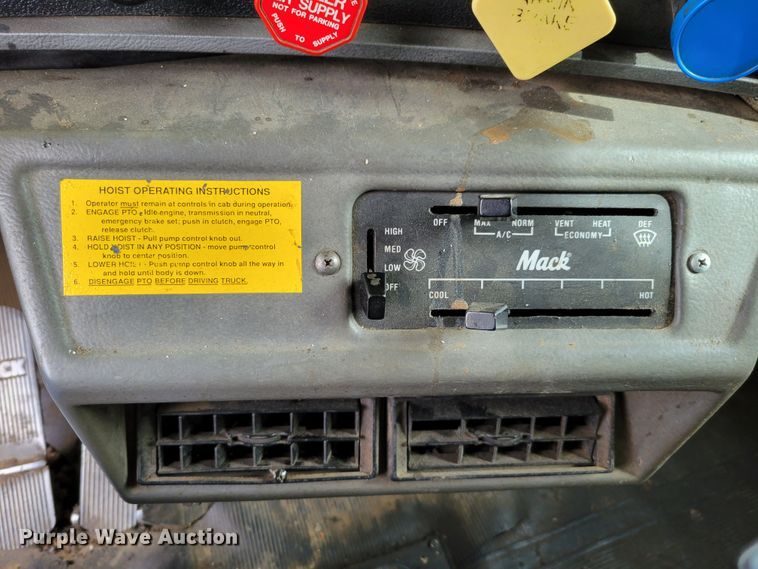 SUPPLY
NOT FOR PARKING
PUSH TO SUPPLY
BRAKE
HOIST OPERATING INSTRUCTIONS
1. Operator must remain at controls in cab during operation.
2. ENGAGE PTO - Idle engine, transmission in neutral,
emergency brake set; push in clutch, engage PTO,
release clutch.
3. RAISE HOIST - Pull pump control knob out.
4. HOLD HOIST IN ANY POSITION - move pump control
knob to center position.
5. LOWER HOIST - Push pump control knob all the way in
and hold until body is down.
6. DISENGAGE PTO BEFORE DRIVING TRUCK.
HIGH
MED
LOW
OFF
OFF MAX NORM VENT HEAT DEF
A/C ECONOMY
Mack
COOL HOT
Purple Wave Auction